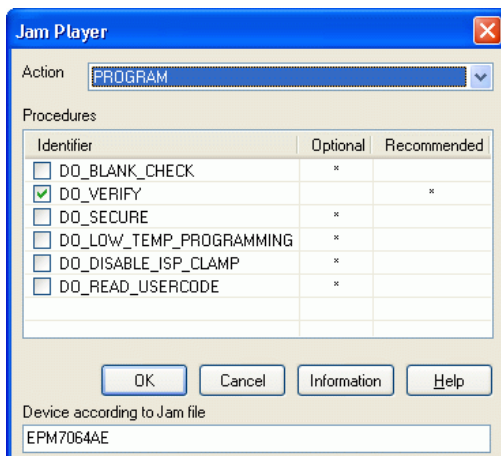 Jam Player
Action PROGRAM
Procedures
Identifier Optional Recommended
DO_BLANK_CHECK *
DO_VERIFY *
DO_SECURE *
DO_LOW_TEMP_PROGRAMMING *
DO_DISABLE_ISP_CLAMP *
DO_READ_USERCODE *
OK Cancel Information Help
Device according to Jam file
EPM7064AE